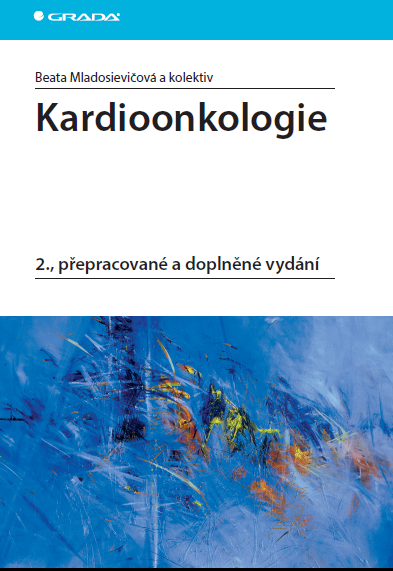 GRADA
Beata Mladosievičová a kolektiv
Kardioonkologie
2., přepracované a doplněné vydání